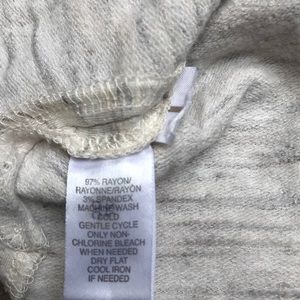 97% RAYON/
RAYONNE/RAYÓN
3% SPANDEX
MACHINE WASH
COLD
GENTLE CYCLE
ONLY NON-
CHLORINE BLEACH
WHEN NEEDED
DRY FLAT
COOL IRON
IF NEEDED